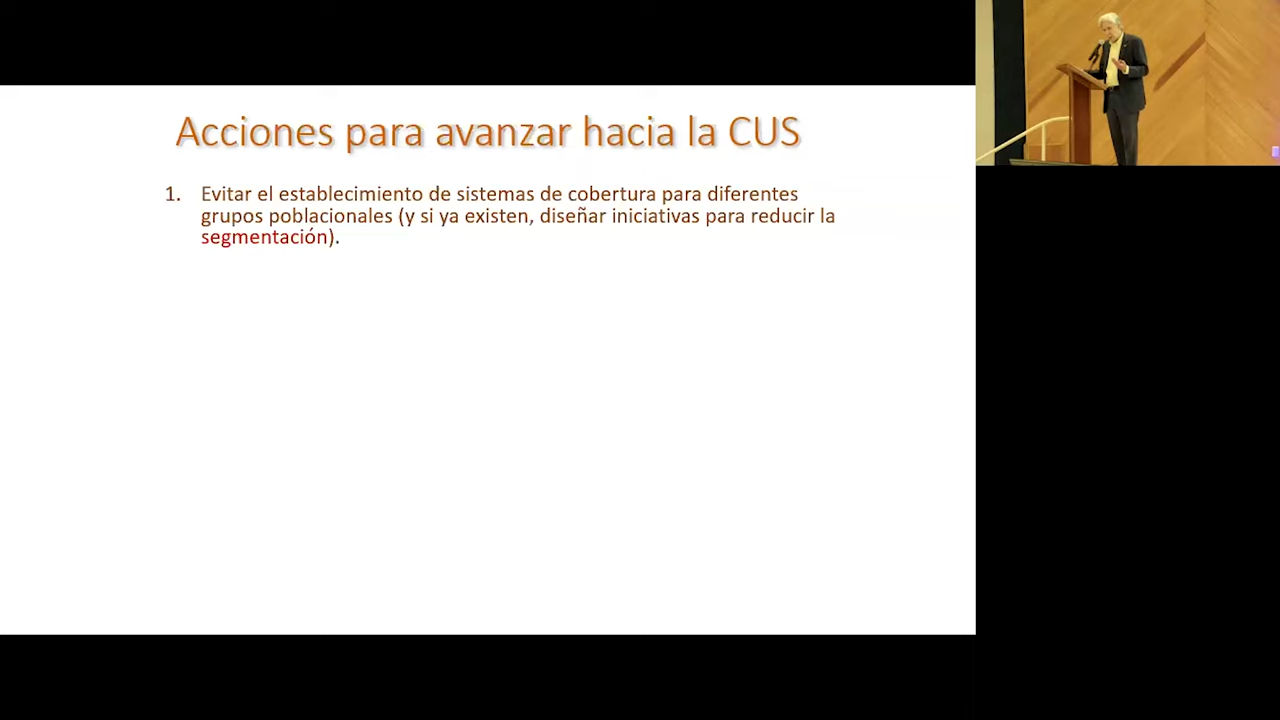 Acciones para avanzar hacia la CUS
1. Evitar el establecimiento de sistemas de cobertura para diferentes
grupos poblacionales (y si ya existen, diseñar iniciativas para reducir la
segmentación).